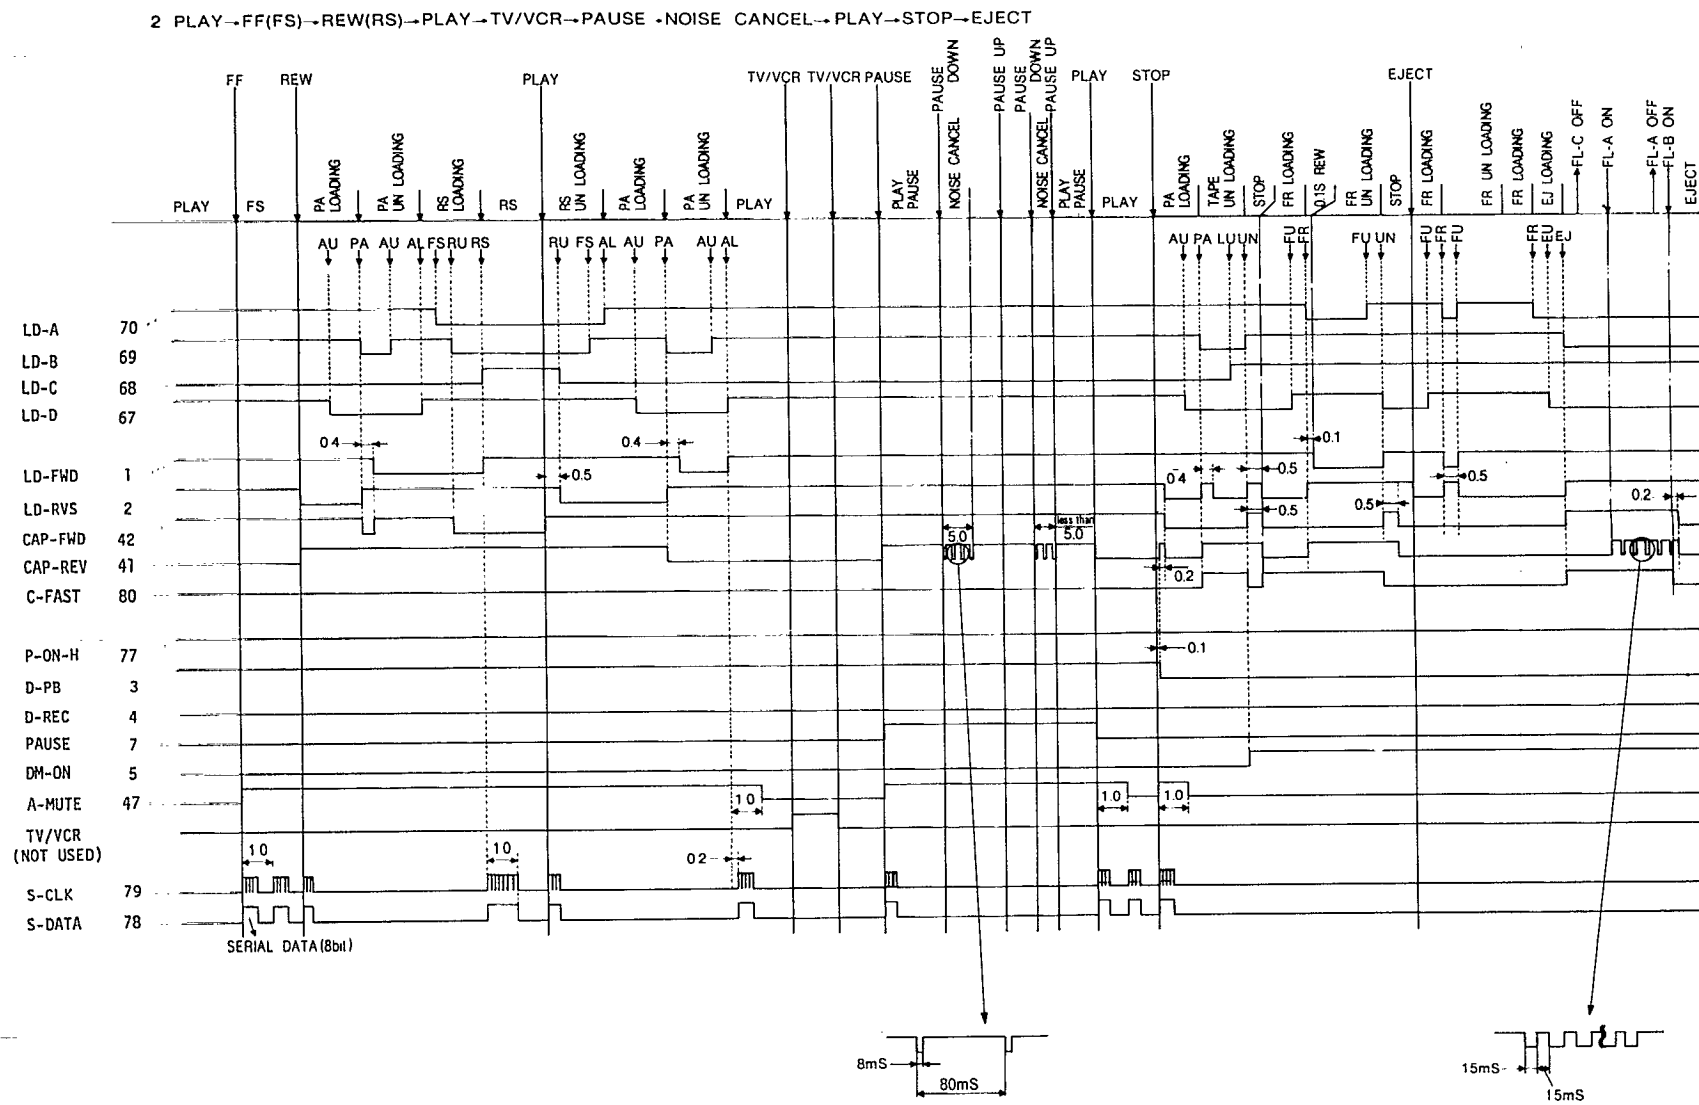 2 PLAY→FF(FS)→REW(RS)→PLAY→TV/VCR→PAUSE →NOISE CANCEL→PLAY→STOP→EJECT
FF REW PLAY TV/VCR TV/VCR PAUSE PAUSE DOWN PAUSE UP PAUSE DOWN PAUSE UP PLAY STOP EJECT
PLAY FS PA LOADING PA UN LOADING RS LOADING RS RS UN LOADING PA LOADING PA UN LOADING PLAY PLAY PAUSE NOISE CANCEL NOISE CANCEL PLAY PAUSE PLAY PA LOADING TAPE UN LOADING STOP FR LOADING 0.1S REW FR UN LOADING STOP FR LOADING FR UN LOADING FR LOADING EJ LOADING FL-C OFF FL-A ON FL-A OFF FL-B ON EJECT
AU PA AU AL FS RU RS RU FS AL AU PA AU AL AU PA LU UN FU FR FU UN FU FR FU FR EU EJ
LD-A 70
LD-B 69
LD-C 68
LD-D 67
0.4 0.4 0.1
LD-FWD 1
0.5 0.4 0.5 0.5
LD-RVS 2
0.5 0.5 0.2
CAP-FWD 42
5.0 less than 5.0
CAP-REV 41
0.2
C-FAST 80
P-ON-H 77
0.1
D-PB 3
D-REC 4
PAUSE 7
DM-ON 5
A-MUTE 47
1.0 1.0 1.0
TV/VCR
(NOT USED)
1.0 1.0 0.2
S-CLK 79
S-DATA 78
SERIAL DATA(8bit)
8mS
80mS
15mS
15mS